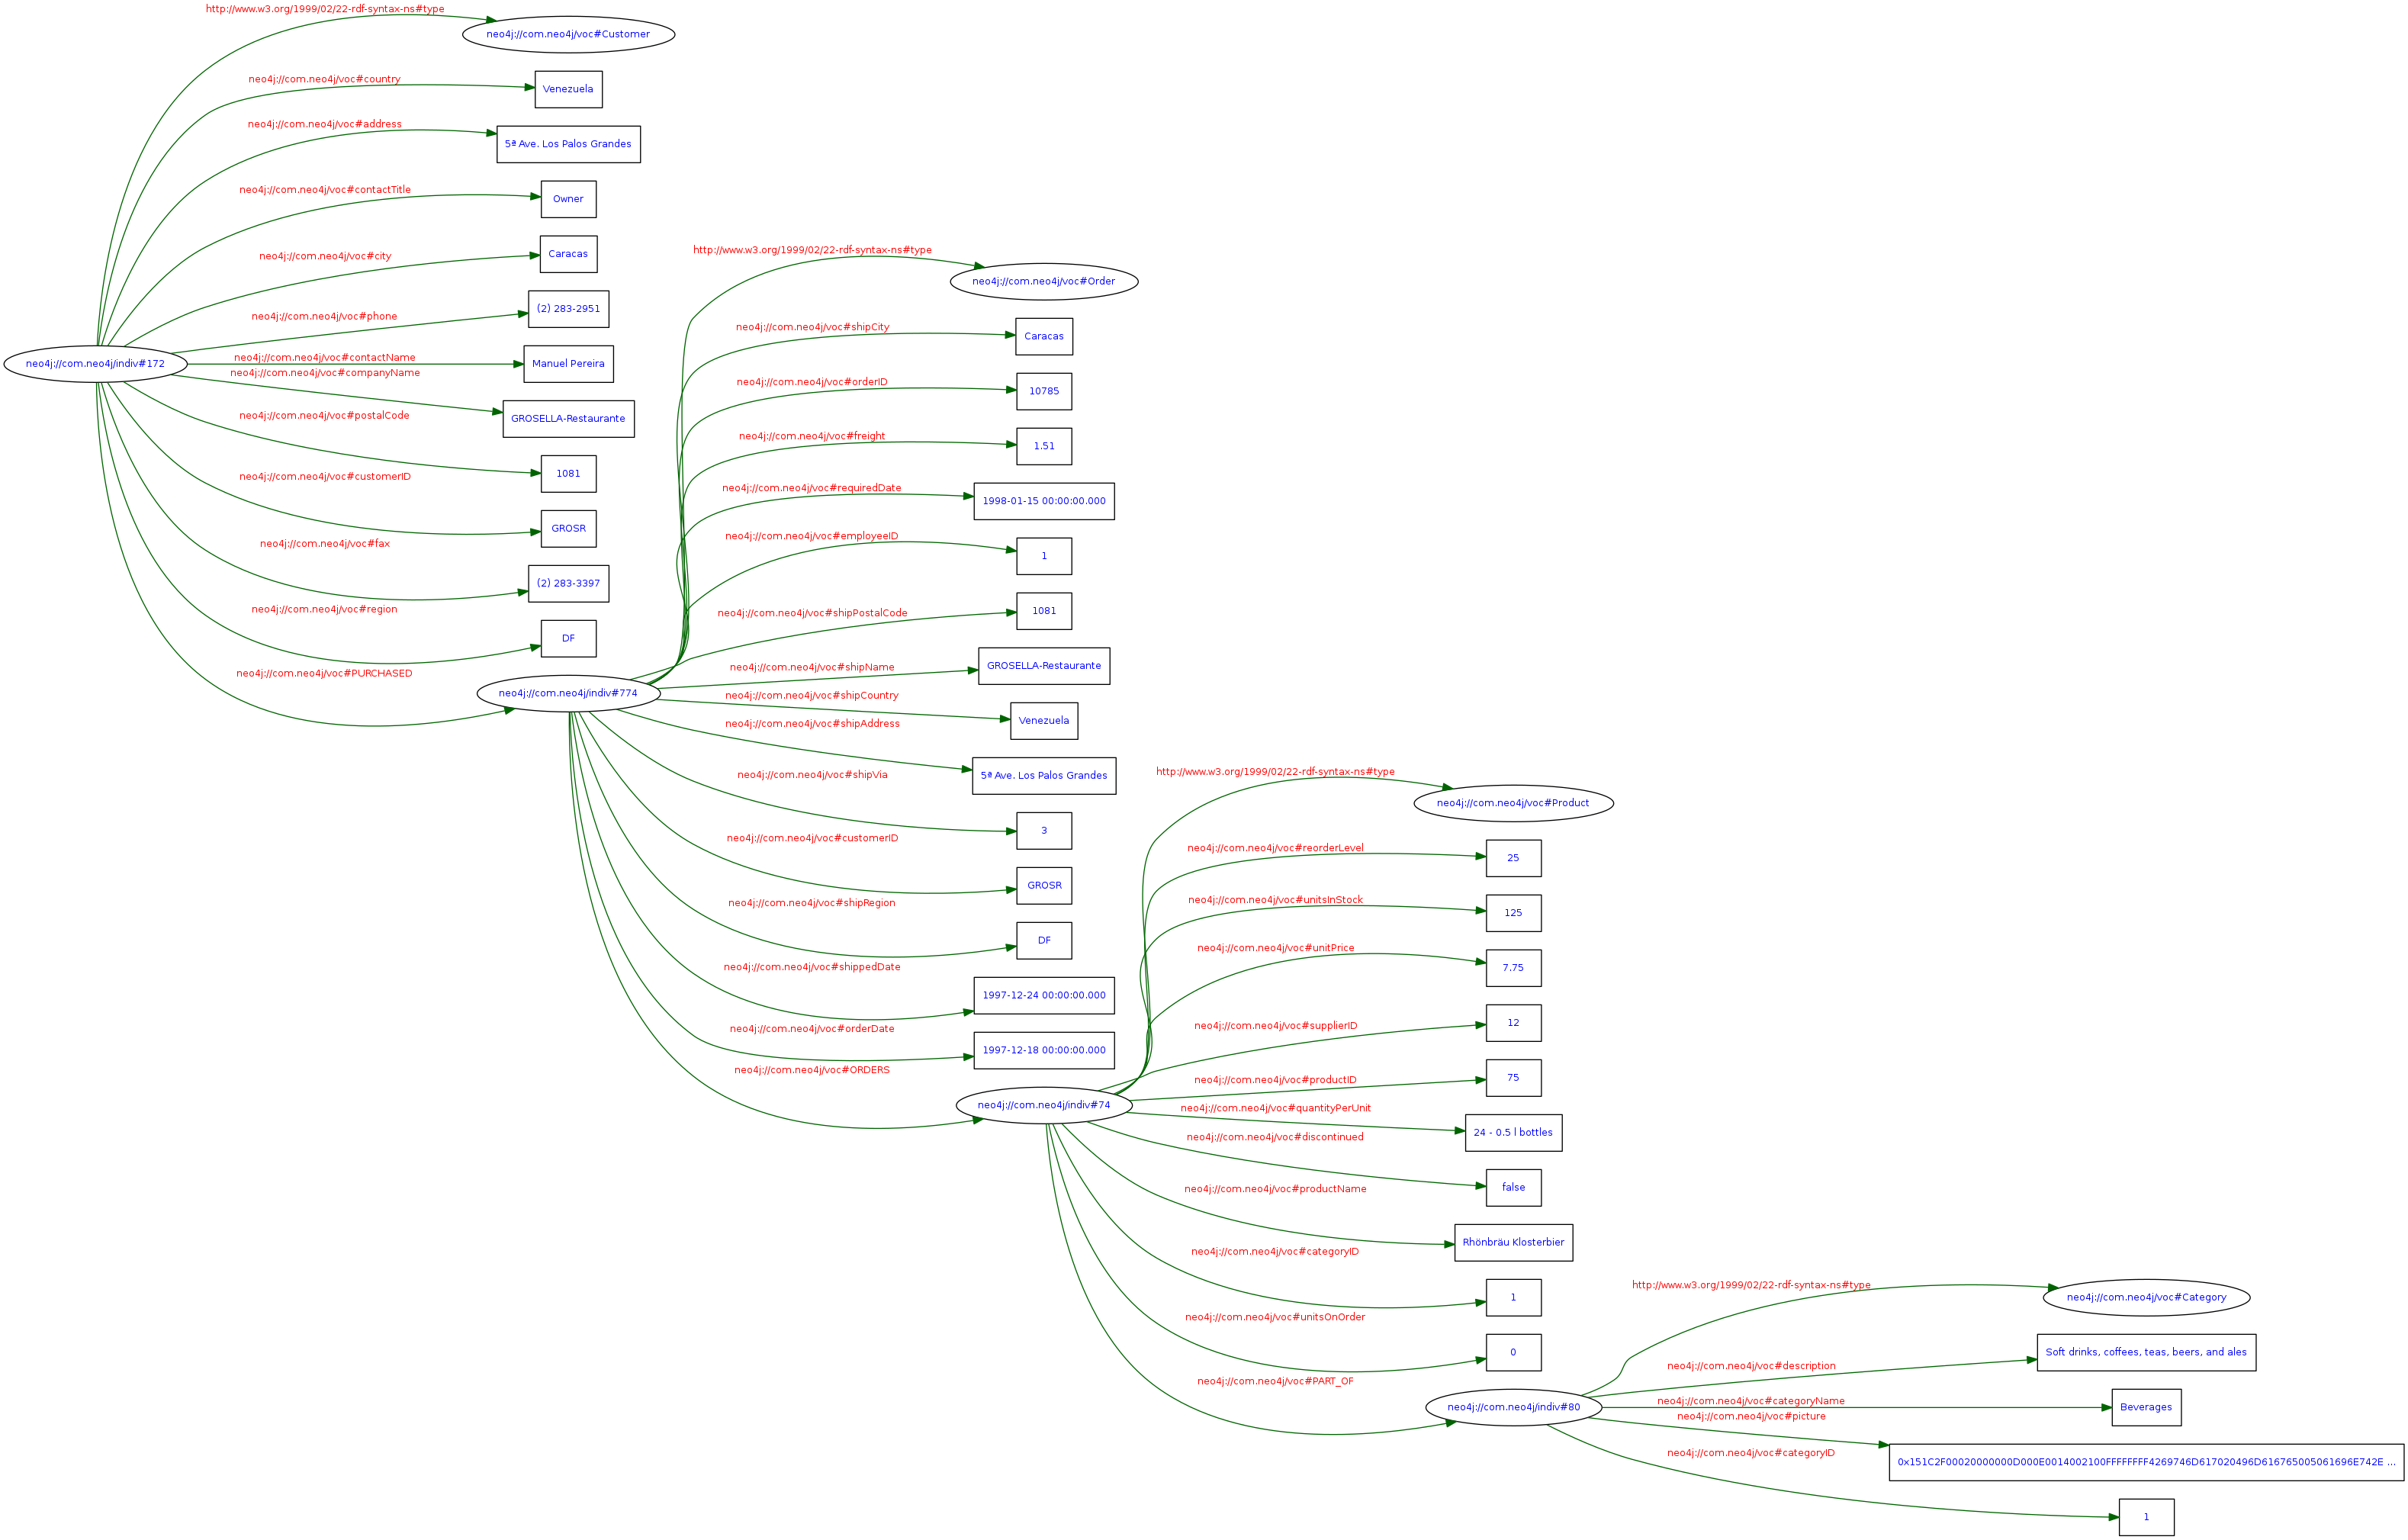 http://www.w3.org/1999/02/22-rdf-syntax-ns#type
neo4j://com.neo4j/voc#Customer
neo4j://com.neo4j/voc#country
Venezuela
neo4j://com.neo4j/voc#address
5ª Ave. Los Palos Grandes
neo4j://com.neo4j/voc#contactTitle
Owner
neo4j://com.neo4j/voc#city
Caracas
neo4j://com.neo4j/voc#phone
(2) 283-2951
neo4j://com.neo4j/indiv#172
neo4j://com.neo4j/voc#contactName
Manuel Pereira
neo4j://com.neo4j/voc#companyName
GROSELLA-Restaurante
neo4j://com.neo4j/voc#postalCode
1081
neo4j://com.neo4j/voc#customerID
GROSR
neo4j://com.neo4j/voc#fax
(2) 283-3397
neo4j://com.neo4j/voc#region
DF
neo4j://com.neo4j/voc#PURCHASED
neo4j://com.neo4j/indiv#774
http://www.w3.org/1999/02/22-rdf-syntax-ns#type
neo4j://com.neo4j/voc#Order
neo4j://com.neo4j/voc#shipCity
Caracas
neo4j://com.neo4j/voc#orderID
10785
neo4j://com.neo4j/voc#freight
1.51
neo4j://com.neo4j/voc#requiredDate
1998-01-15 00:00:00.000
neo4j://com.neo4j/voc#employeeID
1
neo4j://com.neo4j/voc#shipPostalCode
1081
neo4j://com.neo4j/voc#shipName
GROSELLA-Restaurante
neo4j://com.neo4j/voc#shipCountry
Venezuela
neo4j://com.neo4j/voc#shipAddress
5ª Ave. Los Palos Grandes
neo4j://com.neo4j/voc#shipVia
3
neo4j://com.neo4j/voc#customerID
GROSR
neo4j://com.neo4j/voc#shipRegion
DF
neo4j://com.neo4j/voc#shippedDate
1997-12-24 00:00:00.000
neo4j://com.neo4j/voc#orderDate
1997-12-18 00:00:00.000
neo4j://com.neo4j/voc#ORDERS
neo4j://com.neo4j/indiv#74
http://www.w3.org/1999/02/22-rdf-syntax-ns#type
neo4j://com.neo4j/voc#Product
neo4j://com.neo4j/voc#reorderLevel
25
neo4j://com.neo4j/voc#unitsInStock
125
neo4j://com.neo4j/voc#unitPrice
7.75
neo4j://com.neo4j/voc#supplierID
12
neo4j://com.neo4j/voc#productID
75
neo4j://com.neo4j/voc#quantityPerUnit
24 - 0.5 l bottles
neo4j://com.neo4j/voc#discontinued
false
neo4j://com.neo4j/voc#productName
Rhönbräu Klosterbier
neo4j://com.neo4j/voc#categoryID
1
neo4j://com.neo4j/voc#unitsOnOrder
0
neo4j://com.neo4j/voc#PART_OF
neo4j://com.neo4j/indiv#80
http://www.w3.org/1999/02/22-rdf-syntax-ns#type
neo4j://com.neo4j/voc#Category
neo4j://com.neo4j/voc#description
Soft drinks, coffees, teas, beers, and ales
neo4j://com.neo4j/voc#categoryName
Beverages
neo4j://com.neo4j/voc#picture
0x151C2F00020000000D000E0014002100FFFFFFFF4269746D617020496D616765005061696E742E ...
neo4j://com.neo4j/voc#categoryID
1